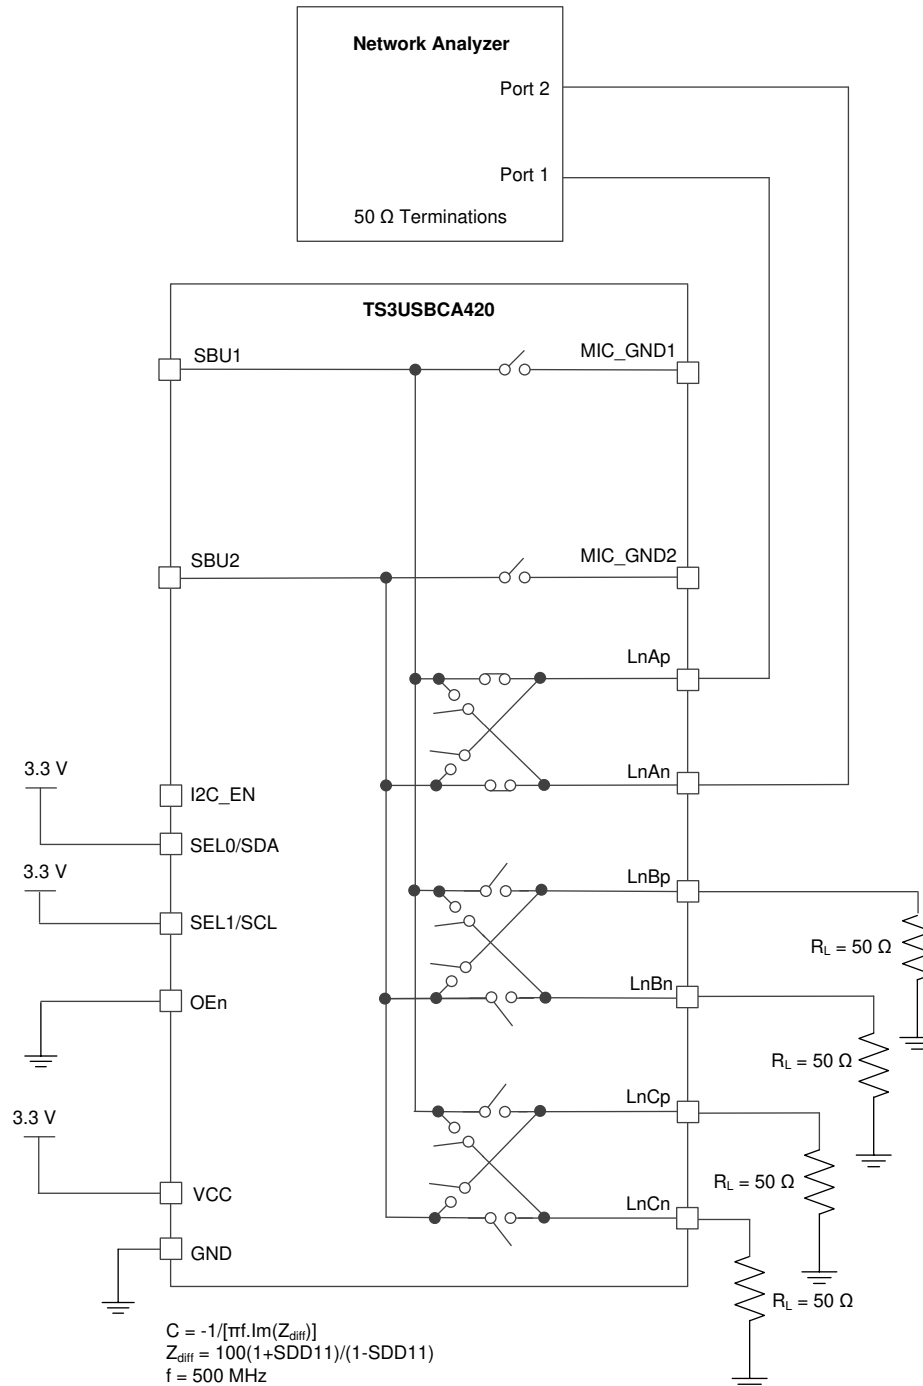 Network Analyzer
Port 2
Port 1
50 Ω Terminations
TS3USBCA420
SBU1
MIC_GND1
SBU2
MIC_GND2
LnAp
LnAn
3.3 V
I2C_EN
SEL0/SDA
3.3 V
SEL1/SCL
LnBp
R_L = 50 Ω
OEn
LnBn
R_L = 50 Ω
3.3 V
LnCp
R_L = 50 Ω
VCC
LnCn
GND
R_L = 50 Ω
C = -1/[πf.Im(Z_diff)]
Z_diff = 100(1+SDD11)/(1-SDD11)
f = 500 MHz